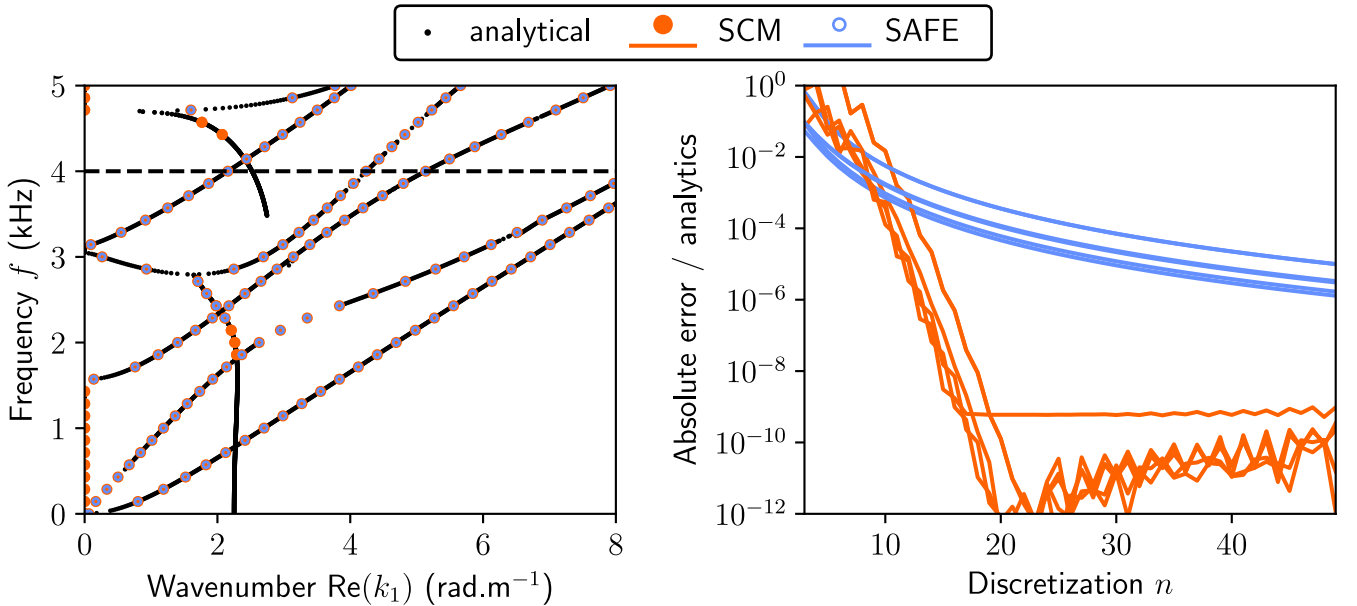 analytical SCM SAFE
5
4
3
2
1
0
Frequency f (kHz)
0 2 4 6 8
Wavenumber Re(k₁) (rad.m⁻¹)
10⁰
10⁻²
10⁻⁴
10⁻⁶
10⁻⁸
10⁻¹⁰
10⁻¹²
Absolute error / analytics
10 20 30 40
Discretization n